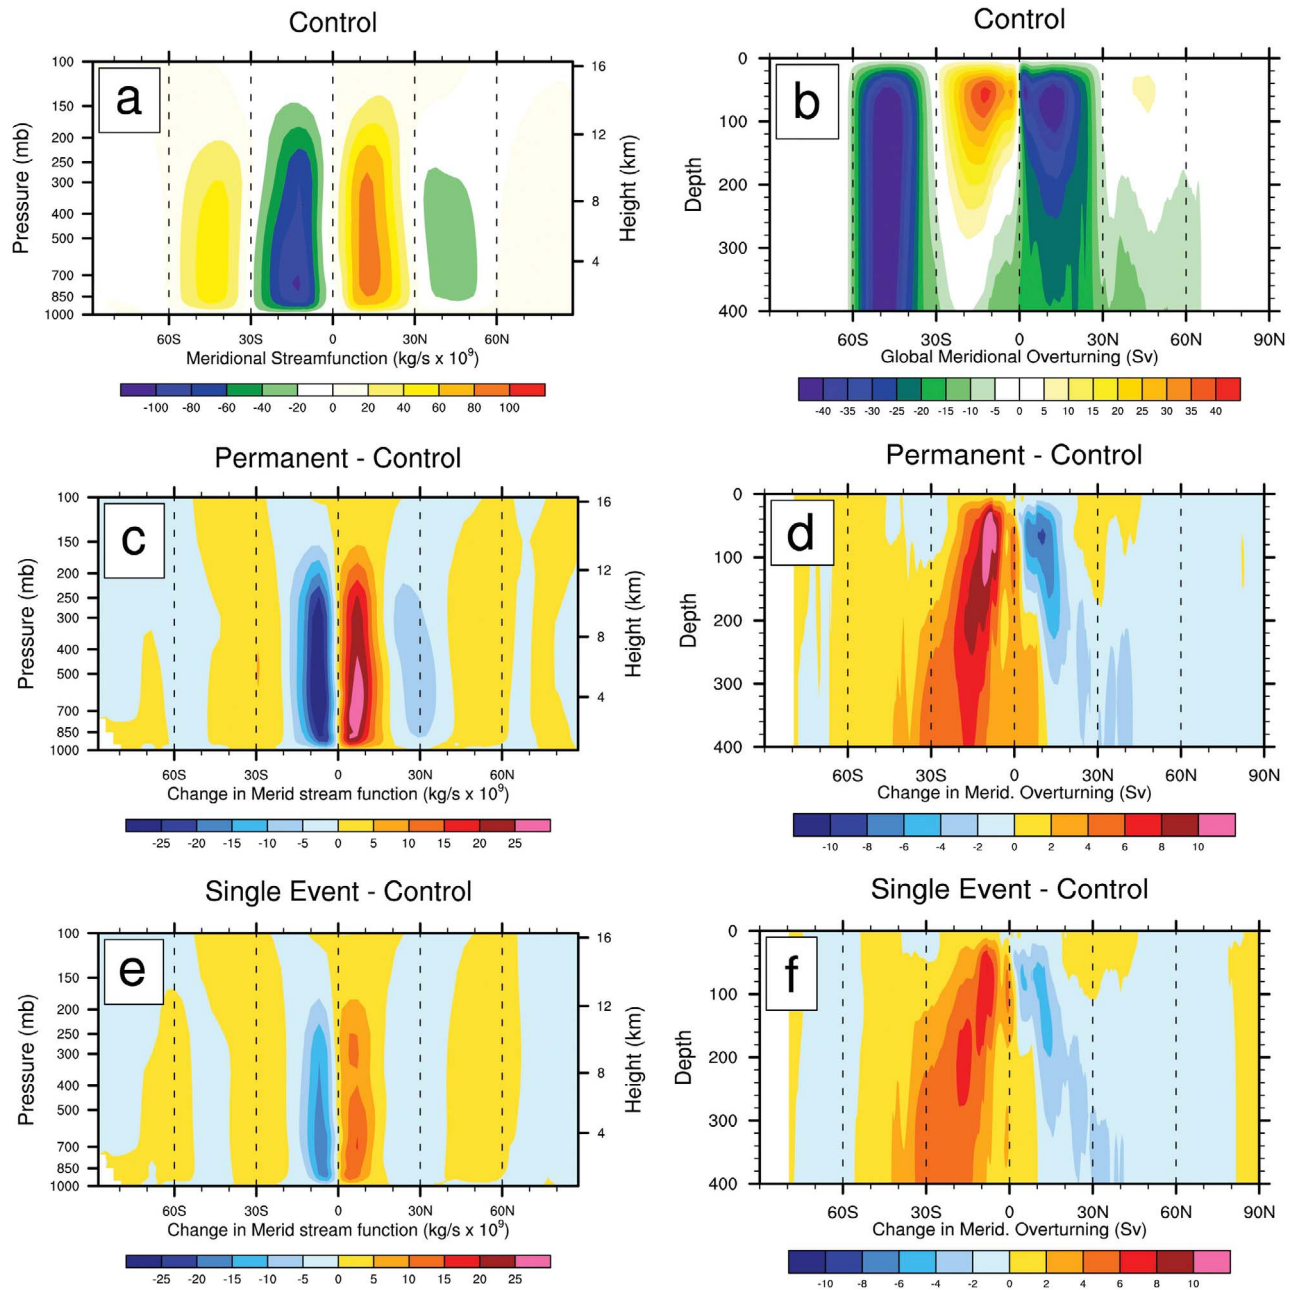 Control
a
100
150
200
250
300
400
500
700
850
1000
Pressure (mb)
16
12
8
4
Height (km)
60S 30S 0 30N 60N
Meridional Streamfunction (kg/s x 10⁹)
-100 -80 -60 -40 -20 0 20 40 60 80 100
Control
b
0
100
200
300
400
Depth
60S 30S 0 30N 60N 90N
Global Meridional Overturning (Sv)
-40 -35 -30 -25 -20 -15 -10 -5 0 5 10 15 20 25 30 35 40
Permanent - Control
c
100
150
200
250
300
400
500
700
850
1000
Pressure (mb)
16
12
8
4
Height (km)
60S 30S 0 30N 60N
Change in Merid stream function (kg/s x 10⁹)
-25 -20 -15 -10 -5 0 5 10 15 20 25
Permanent - Control
d
0
100
200
300
400
Depth
60S 30S 0 30N 60N 90N
Change in Merid. Overturning (Sv)
-10 -8 -6 -4 -2 0 2 4 6 8 10
Single Event - Control
e
100
150
200
250
300
400
500
700
850
1000
Pressure (mb)
16
12
8
4
Height (km)
60S 30S 0 30N 60N
Change in Merid stream function (kg/s x 10⁹)
-25 -20 -15 -10 -5 0 5 10 15 20 25
Single Event - Control
f
0
100
200
300
400
Depth
60S 30S 0 30N 60N 90N
Change in Merid. Overturning (Sv)
-10 -8 -6 -4 -2 0 2 4 6 8 10